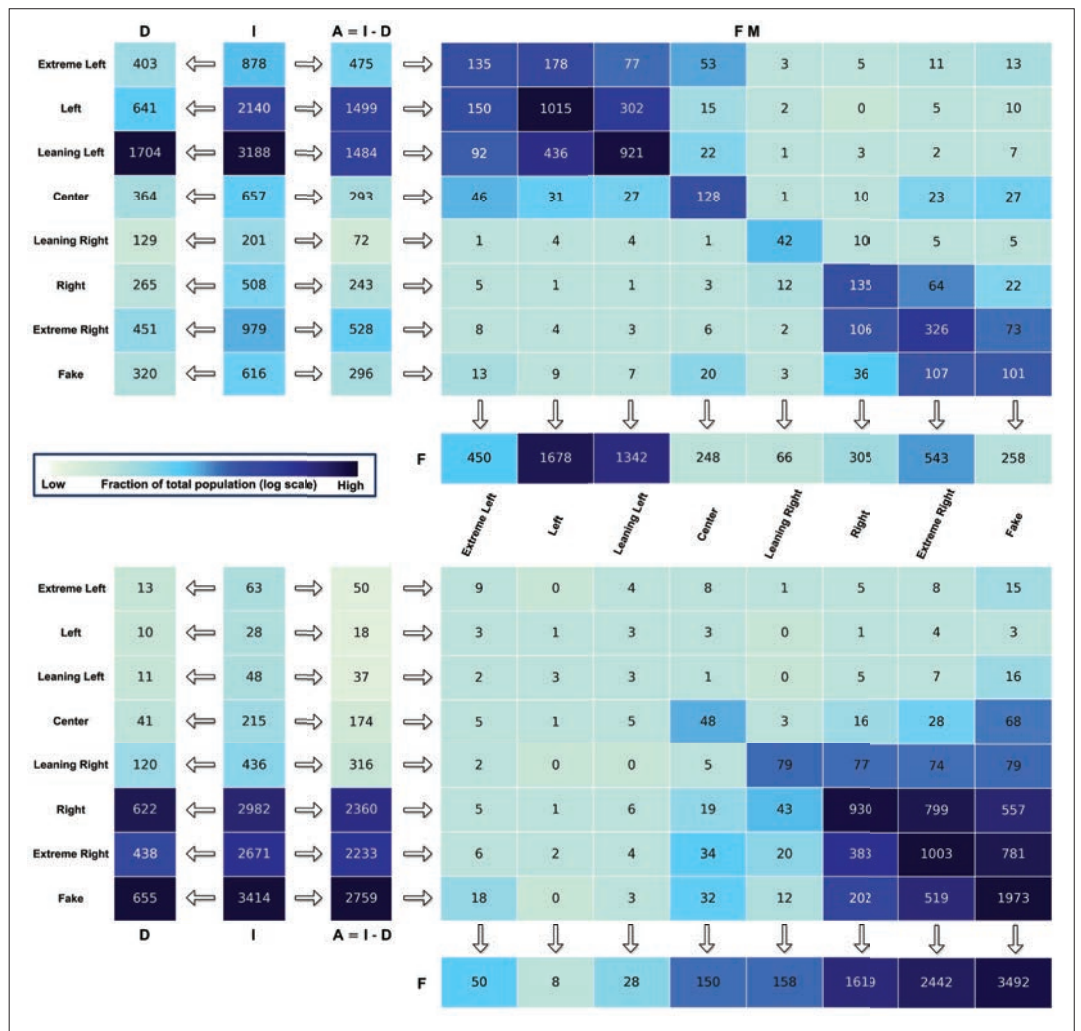 D I A = I - D F M
Extreme Left 403 878 475 135 178 77 53 3 5 11 13
Left 641 2140 1499 150 1015 302 15 2 0 5 10
Leaning Left 1704 3188 1484 92 436 921 22 1 3 2 7
Center 364 657 293 46 31 27 128 1 10 23 27
Leaning Right 129 201 72 1 4 4 1 42 10 5 5
Right 265 508 243 5 1 1 3 12 135 64 22
Extreme Right 451 979 528 8 4 3 6 2 106 326 73
Fake 320 616 296 13 9 7 20 3 36 107 101
F 450 1678 1342 248 66 305 543 258
Low Fraction of total population (log scale) High
Extreme Left Left Leaning Left Center Leaning Right Right Extreme Right Fake
Extreme Left 13 63 50 9 0 4 8 1 5 8 15
Left 10 28 18 3 1 3 3 0 1 4 3
Leaning Left 11 48 37 2 3 3 1 0 5 7 16
Center 41 215 174 5 1 5 48 3 16 28 68
Leaning Right 120 436 316 2 0 0 5 79 77 74 79
Right 622 2982 2360 5 1 6 19 43 930 799 557
Extreme Right 438 2671 2233 6 2 4 34 20 383 1003 781
Fake 655 3414 2759 18 0 3 32 12 202 519 1973
D I A = I - D
F 50 8 28 150 158 1619 2442 3492